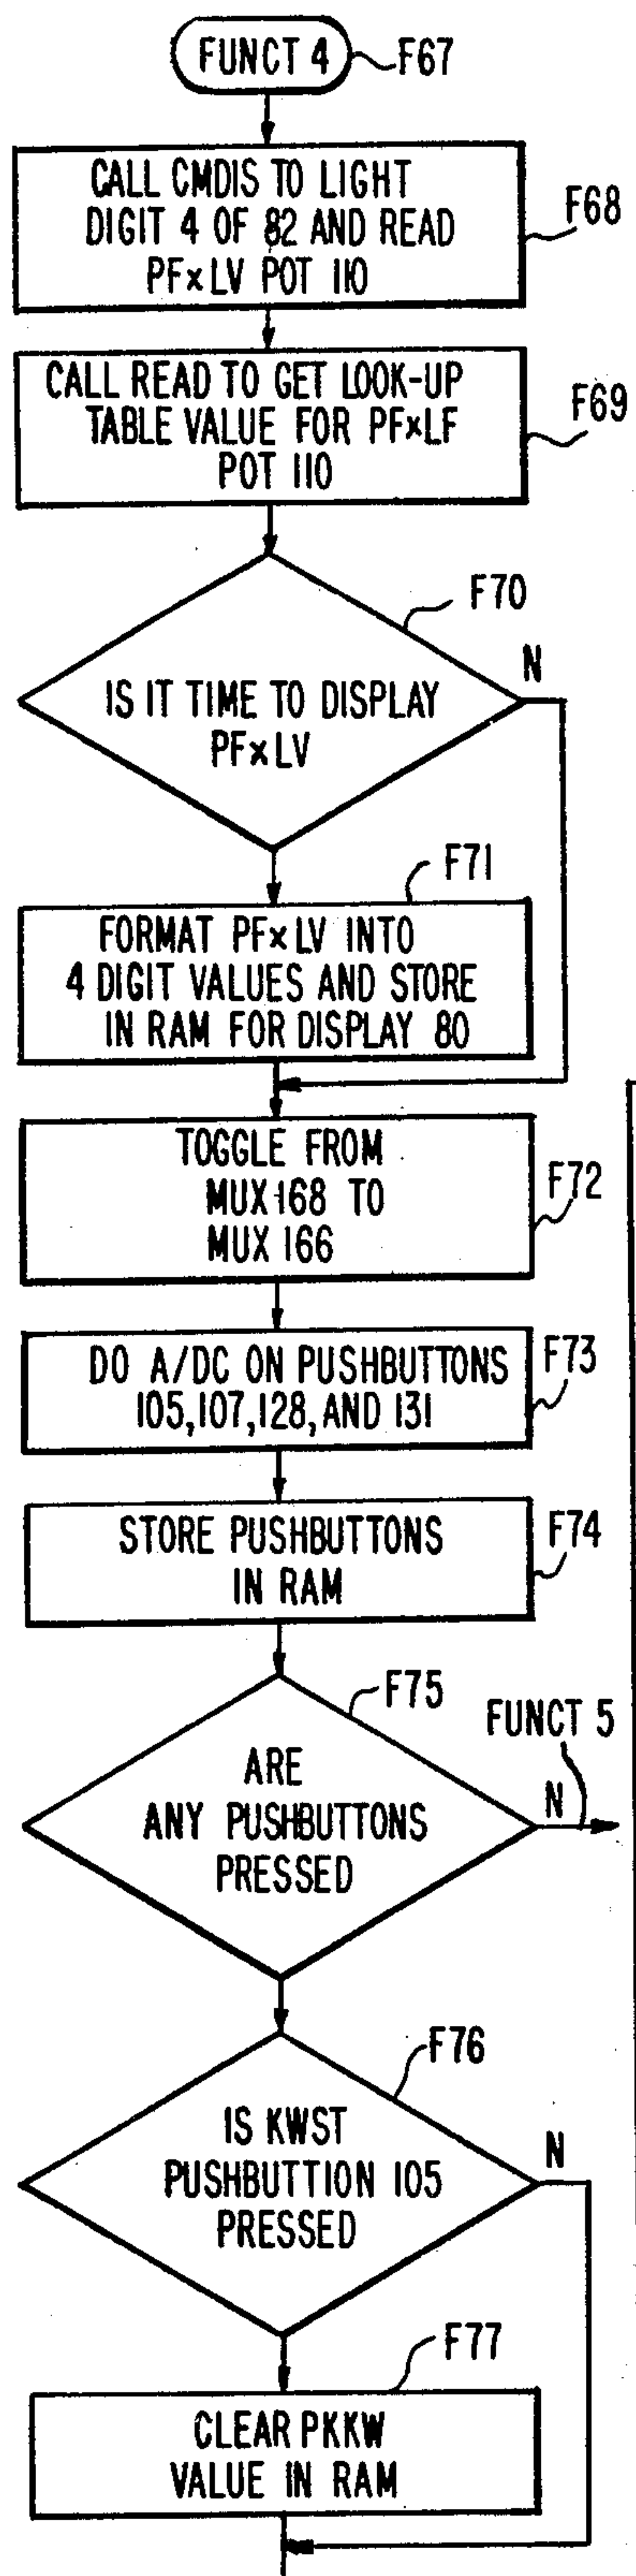 FUNCT 4
F67
CALL CMDIS TO LIGHT
DIGIT 4 OF 82 AND READ
PF×LV POT 110
F68
CALL READ TO GET LOOK-UP
TABLE VALUE FOR PF×LF
POT 110
F69
F70
IS IT TIME TO DISPLAY
PF×LV
N
F71
FORMAT PF×LV INTO
4 DIGIT VALUES AND STORE
IN RAM FOR DISPLAY 80
TOGGLE FROM
MUX 168 TO
MUX 166
F72
DO A/DC ON PUSHBUTTONS
105,107,128, AND 131
F73
STORE PUSHBUTTONS
IN RAM
F74
F75
ARE
ANY PUSHBUTTONS
PRESSED
N
FUNCT 5
F76
IS KWST
PUSHBUTTION 105
PRESSED
N
F77
CLEAR PKKW
VALUE IN RAM